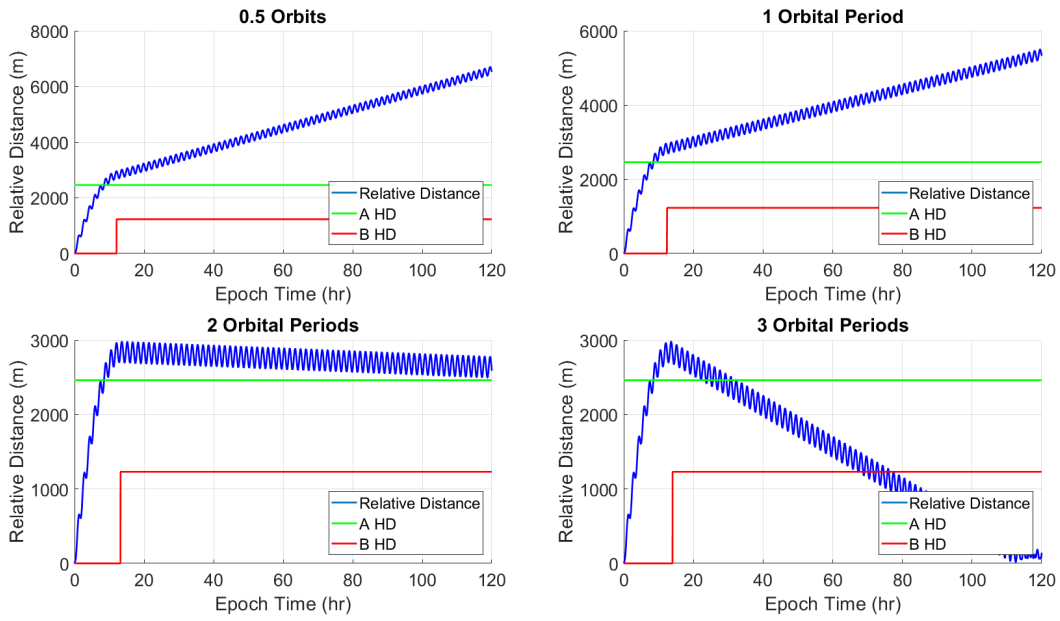 0.5 Orbits
8000
6000
4000
2000
0
Relative Distance (m)
0 20 40 60 80 100 120
Epoch Time (hr)
Relative Distance
A HD
B HD
1 Orbital Period
6000
4000
2000
0
Relative Distance (m)
0 20 40 60 80 100 120
Epoch Time (hr)
Relative Distance
A HD
B HD
2 Orbital Periods
3000
2000
1000
0
Relative Distance (m)
0 20 40 60 80 100 120
Epoch Time (hr)
Relative Distance
A HD
B HD
3 Orbital Periods
3000
2000
1000
0
Relative Distance (m)
0 20 40 60 80 100 120
Epoch Time (hr)
Relative Distance
A HD
B HD